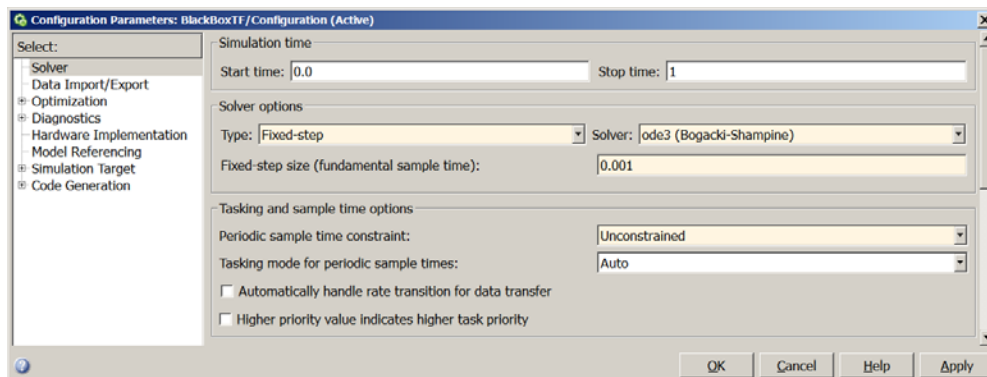 Configuration Parameters: BlackBoxTF/Configuration (Active)
Select:
Solver
Data Import/Export
Optimization
Diagnostics
Hardware Implementation
Model Referencing
Simulation Target
Code Generation
Simulation time
Start time: 0.0 Stop time: 1
Solver options
Type: Fixed-step Solver: ode3 (Bogacki-Shampine)
Fixed-step size (fundamental sample time): 0.001
Tasking and sample time options
Periodic sample time constraint: Unconstrained
Tasking mode for periodic sample times: Auto
Automatically handle rate transition for data transfer
Higher priority value indicates higher task priority
OK Cancel Help Apply